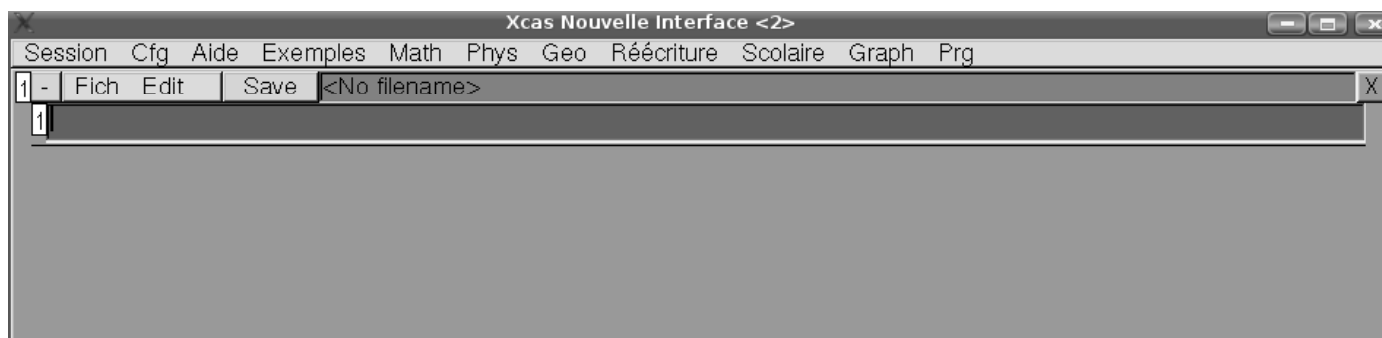 Xcas Nouvelle Interface <2>
Session Cfg Aide Exemples Math Phys Geo Réécriture Scolaire Graph Prg
1 - Fich Edit Save <No filename> X
1